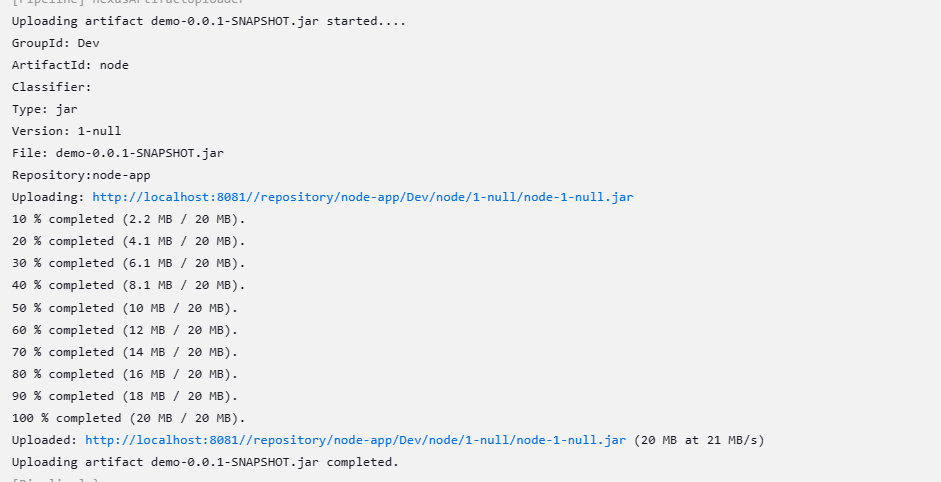 [Pipeline] nexusArtifactUploader
Uploading artifact demo-0.0.1-SNAPSHOT.jar started....
GroupId: Dev
ArtifactId: node
Classifier:
Type: jar
Version: 1-null
File: demo-0.0.1-SNAPSHOT.jar
Repository:node-app
Uploading: http://localhost:8081//repository/node-app/Dev/node/1-null/node-1-null.jar
10 % completed (2.2 MB / 20 MB).
20 % completed (4.1 MB / 20 MB).
30 % completed (6.1 MB / 20 MB).
40 % completed (8.1 MB / 20 MB).
50 % completed (10 MB / 20 MB).
60 % completed (12 MB / 20 MB).
70 % completed (14 MB / 20 MB).
80 % completed (16 MB / 20 MB).
90 % completed (18 MB / 20 MB).
100 % completed (20 MB / 20 MB).
Uploaded: http://localhost:8081//repository/node-app/Dev/node/1-null/node-1-null.jar (20 MB at 21 MB/s)
Uploading artifact demo-0.0.1-SNAPSHOT.jar completed.